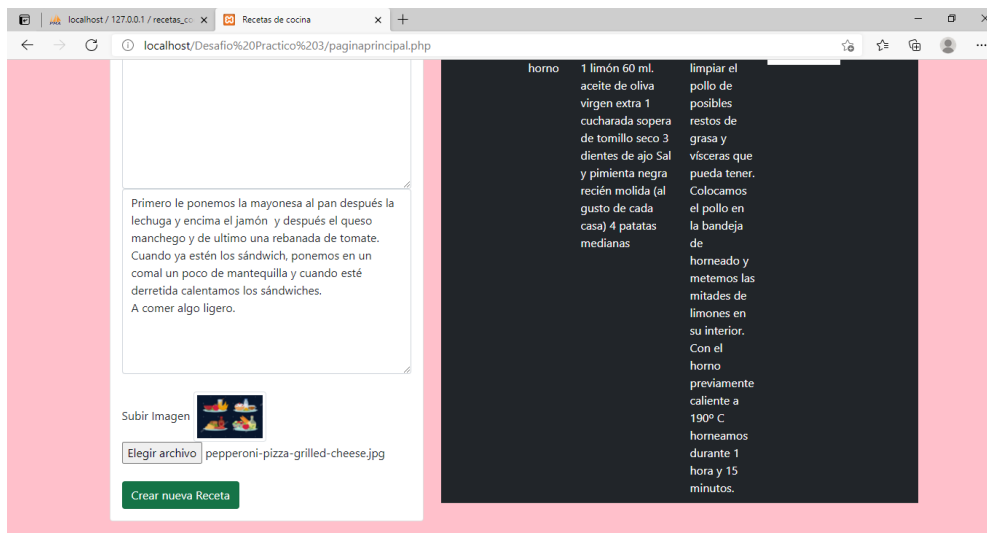 localhost / 127.0.0.1 / recetas_co
Recetas de cocina
localhost/Desafio%20Practico%203/paginaprincipal.php
Primero le ponemos la mayonesa al pan después la
lechuga y encima el jamón  y después el queso
manchego y de ultimo una rebanada de tomate.
Cuando ya estén los sándwich, ponemos en un
comal un poco de mantequilla y cuando esté
derretida calentamos los sándwiches.
A comer algo ligero.
Subir Imagen
Elegir archivo pepperoni-pizza-grilled-cheese.jpg
Crear nueva Receta
horno
1 limón 60 ml.
aceite de oliva
virgen extra 1
cucharada sopera
de tomillo seco 3
dientes de ajo Sal
y pimienta negra
recién molida (al
gusto de cada
casa) 4 patatas
medianas
limpiar el
pollo de
posibles
restos de
grasa y
vísceras que
pueda tener.
Colocamos
el pollo en
la bandeja
de
horneado y
metemos las
mitades de
limones en
su interior.
Con el
horno
previamente
caliente a
190º C
horneamos
durante 1
hora y 15
minutos.